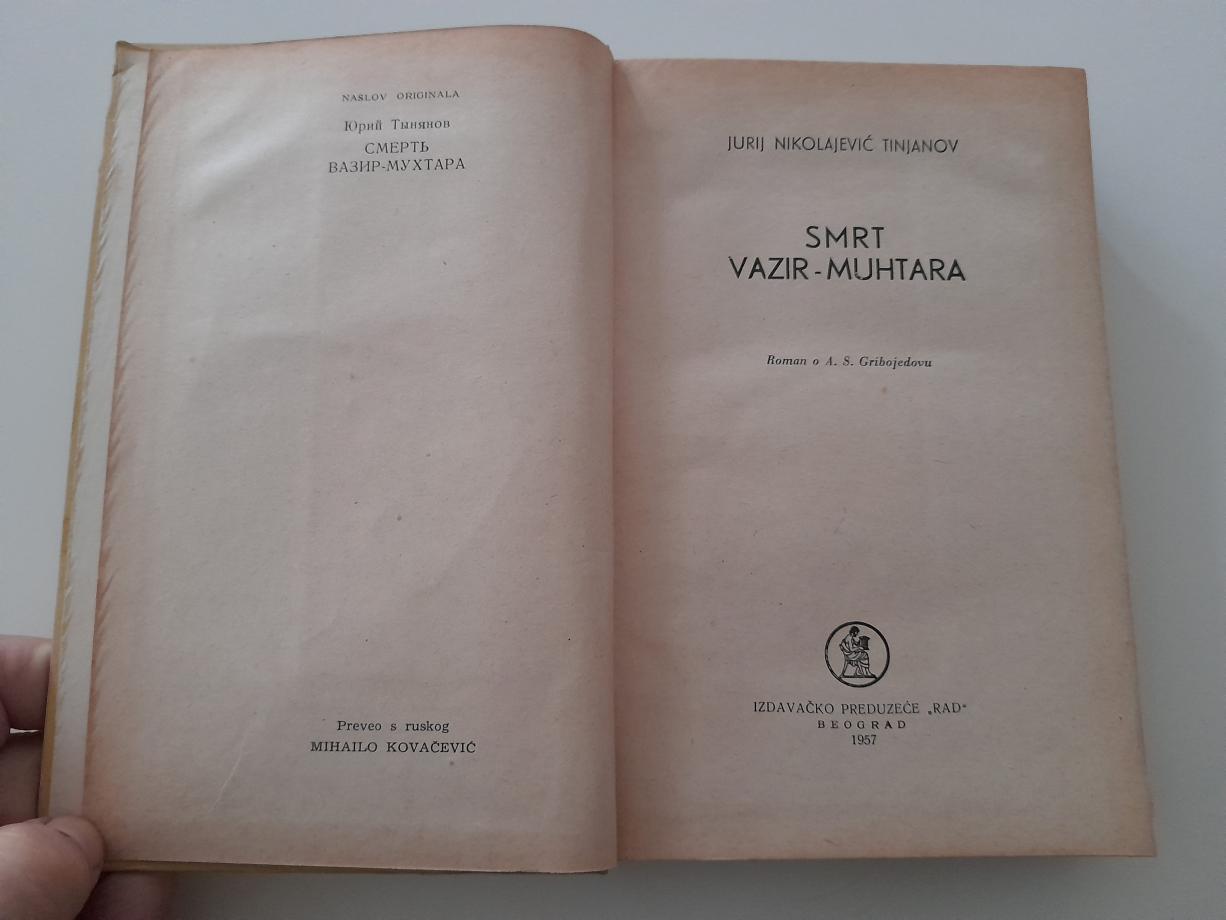 NASLOV ORIGINALA
Юрий Тынянов
СМЕРТЬ
ВАЗИР-МУХТАРА
Preveo s ruskog
MIHAILO KOVAČEVIĆ
JURIJ NIKOLAJEVIĆ TINJANOV
SMRT
VAZIR-MUHTARA
Roman o A. S. Gribojedovu
IZDAVAČKO PREDUZEĆE „RAD“
BEOGRAD
1957